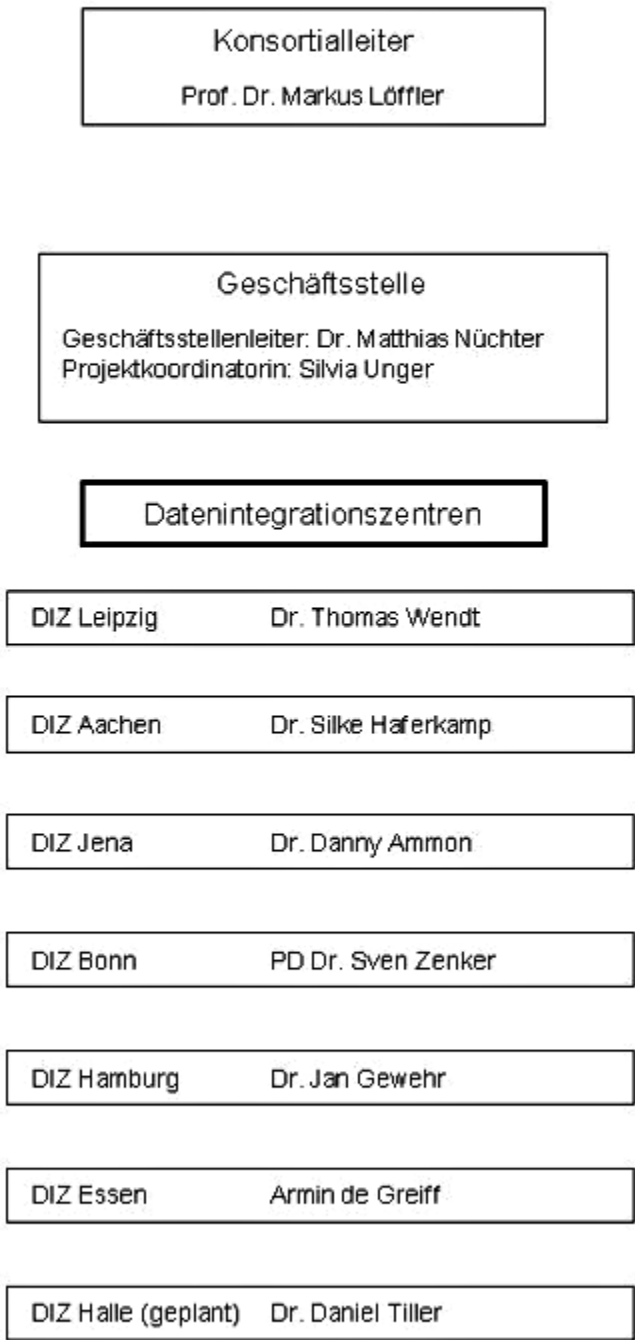 Konsortialleiter
Prof. Dr. Markus Löffler
Geschäftsstelle
Geschäftsstellenleiter: Dr. Matthias Nüchter
Projektkoordinatorin: Silvia Unger
Datenintegrationszentren
DIZ Leipzig Dr. Thomas Wendt
DIZ Aachen Dr. Silke Haferkamp
DIZ Jena Dr. Danny Ammon
DIZ Bonn PD Dr. Sven Zenker
DIZ Hamburg Dr. Jan Gewehr
DIZ Essen Armin de Greiff
DIZ Halle (geplant) Dr. Daniel Tiller